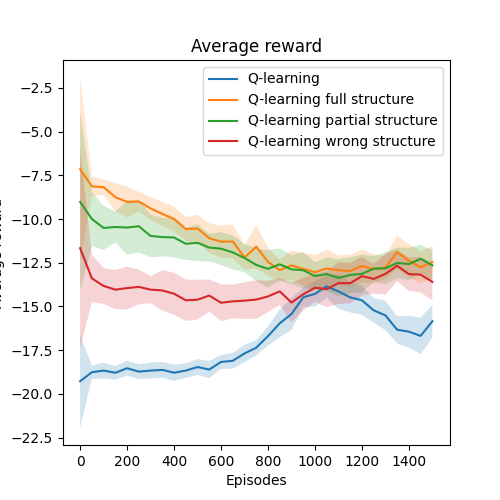 Average reward
Q-learning
Q-learning full structure
Q-learning partial structure
Q-learning wrong structure
−2.5
−5.0
−7.5
−10.0
−12.5
−15.0
−17.5
−20.0
−22.5
0 200 400 600 800 1000 1200 1400
Episodes